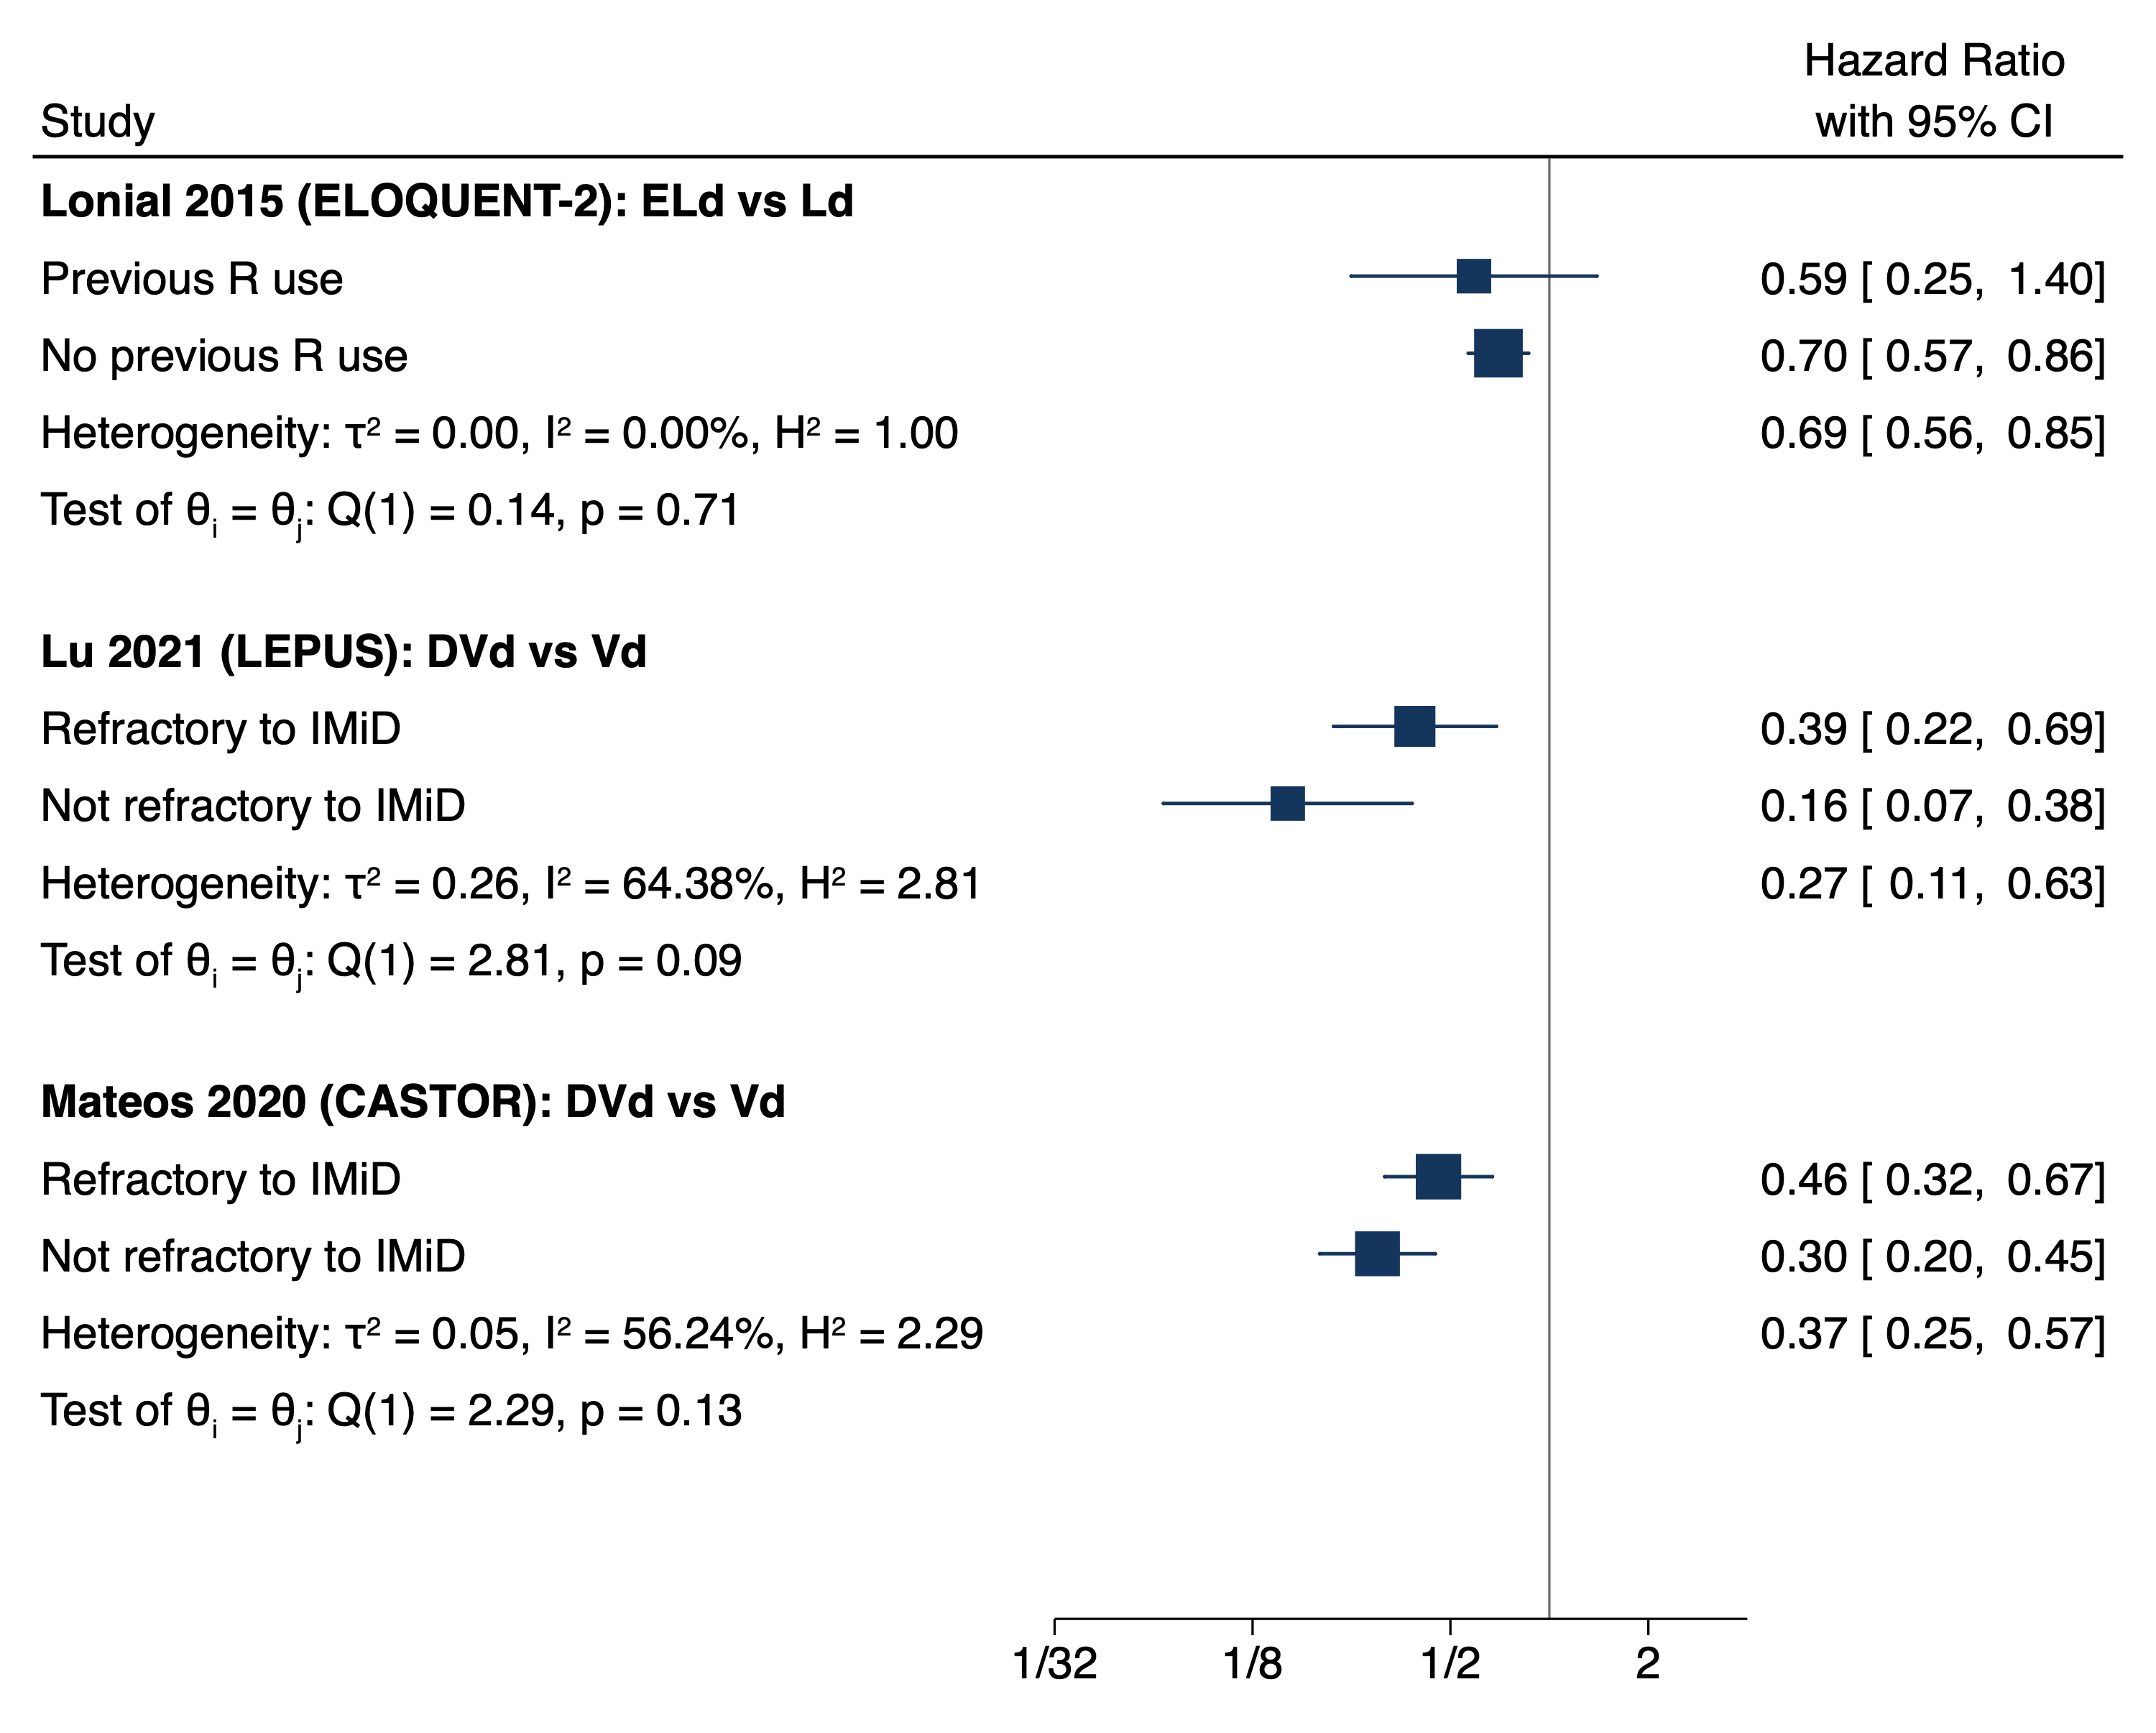 Hazard Ratio
Study with 95% CI
Lonial 2015 (ELOQUENT-2): ELd vs Ld
Previous R use 0.59 [ 0.25, 1.40]
No previous R use 0.70 [ 0.57, 0.86]
Heterogeneity: τ² = 0.00, I² = 0.00%, H² = 1.00 0.69 [ 0.56, 0.85]
Test of θi = θj: Q(1) = 0.14, p = 0.71
Lu 2021 (LEPUS): DVd vs Vd
Refractory to IMiD 0.39 [ 0.22, 0.69]
Not refractory to IMiD 0.16 [ 0.07, 0.38]
Heterogeneity: τ² = 0.26, I² = 64.38%, H² = 2.81 0.27 [ 0.11, 0.63]
Test of θi = θj: Q(1) = 2.81, p = 0.09
Mateos 2020 (CASTOR): DVd vs Vd
Refractory to IMiD 0.46 [ 0.32, 0.67]
Not refractory to IMiD 0.30 [ 0.20, 0.45]
Heterogeneity: τ² = 0.05, I² = 56.24%, H² = 2.29 0.37 [ 0.25, 0.57]
Test of θi = θj: Q(1) = 2.29, p = 0.13
1/32 1/8 1/2 2